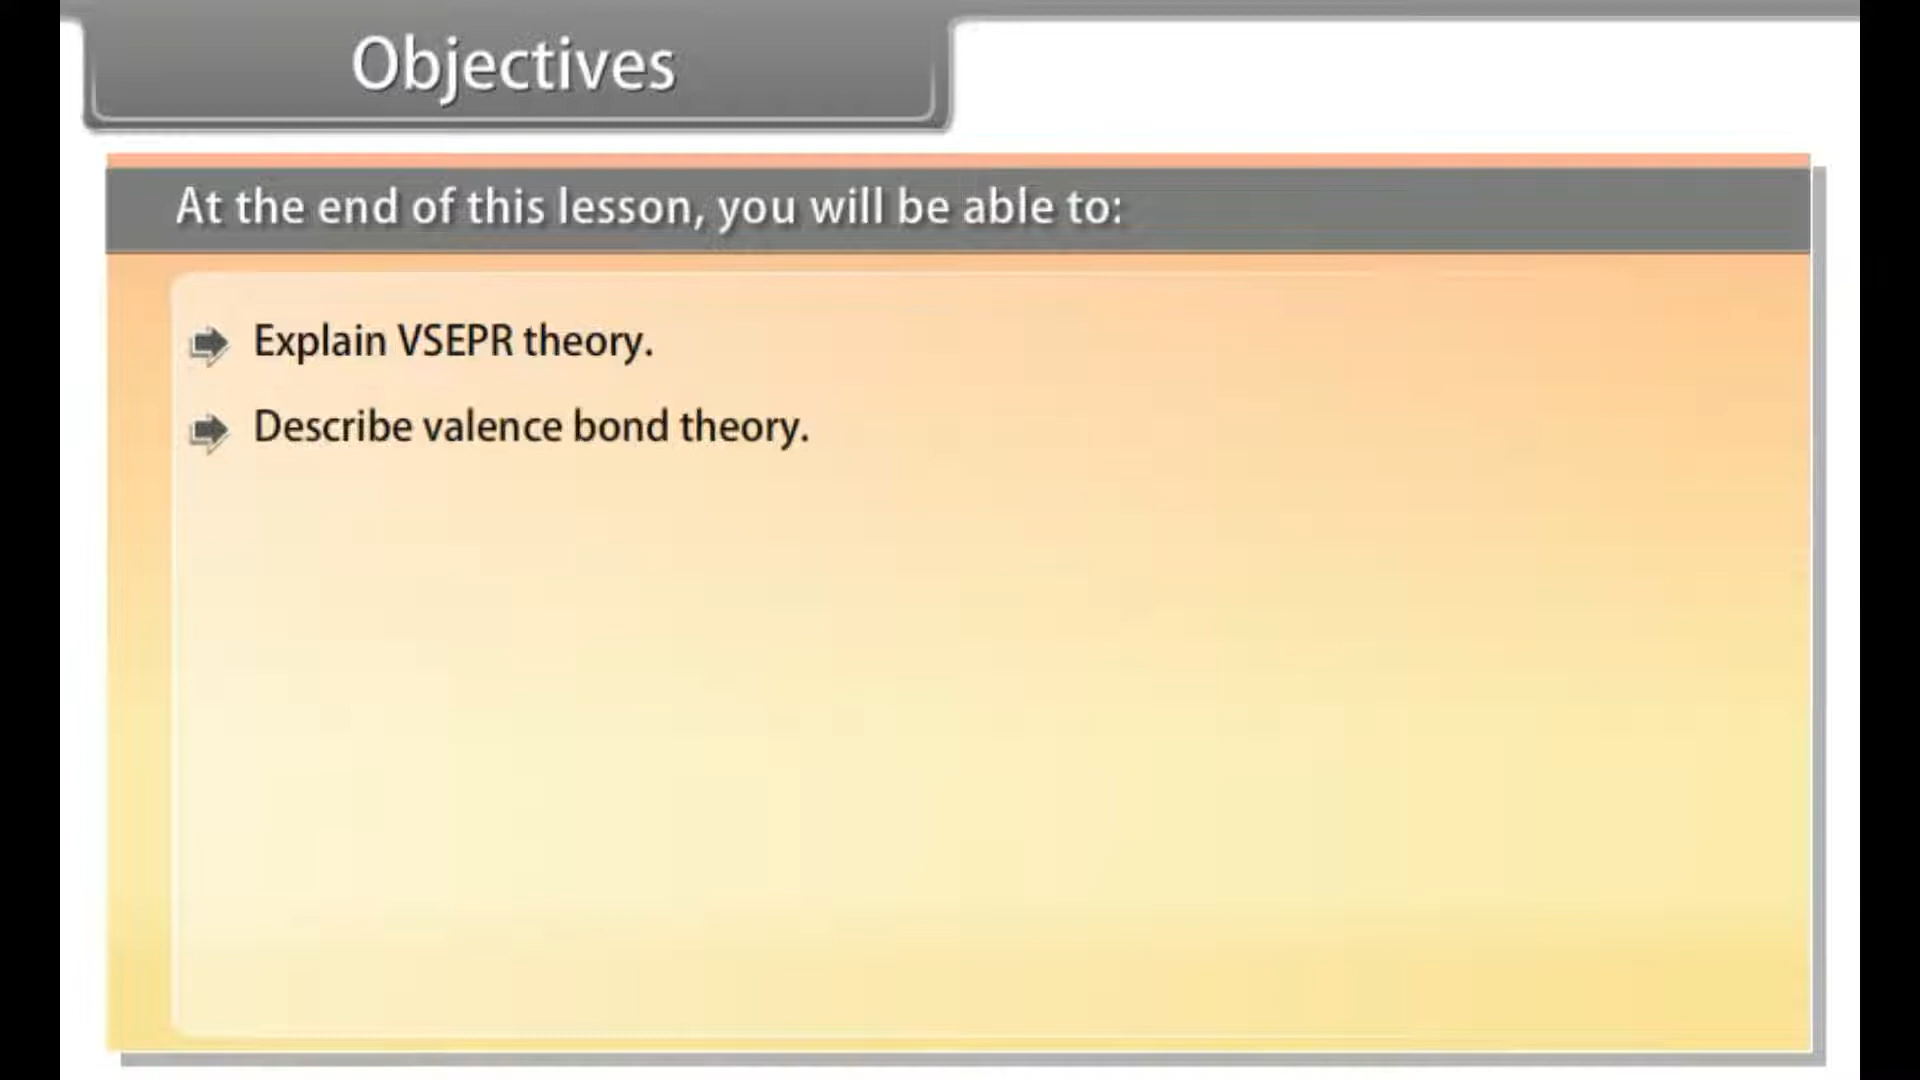 Objectives
At the end of this lesson, you will be able to:
Explain VSEPR theory.
Describe valence bond theory.